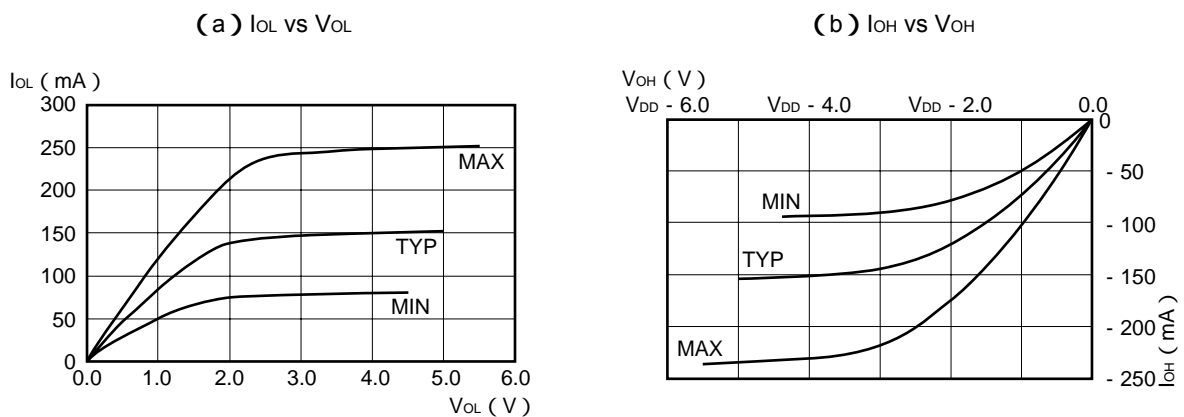 (a) IOL vs VOL
IOL (mA)
300
250
200
150
100
50
0
MAX
TYP
MIN
0.0 1.0 2.0 3.0 4.0 5.0 6.0
VOL (V)
(b) IOH vs VOH
VOH (V)
VDD - 6.0 VDD - 4.0 VDD - 2.0 0.0
0
- 50
- 100
- 150
- 200
- 250
MIN
TYP
MAX
IOH (mA)